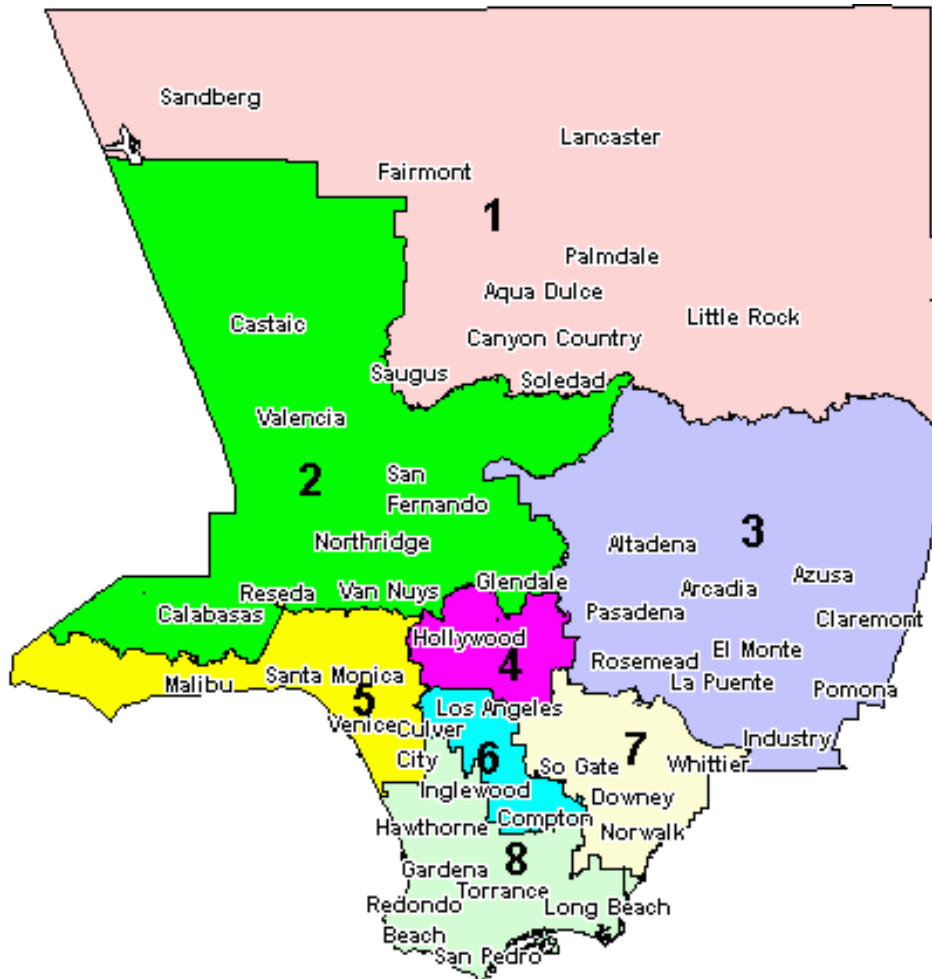 Sandberg
Lancaster
Fairmont
1
Palmdale
Aqua Dulce
Little Rock
Castaic
Canyon Country
Saugus
Soledad
Valencia
2
San
Fernando
3
Northridge
Altadena
Azusa
Glendale
Reseda
Van Nuys
Arcadia
Calabasas
Pasadena
Claremont
Hollywood
4
El Monte
Rosemead
Santa Monica
Malibu
La Puente
Pomona
5
Los Angeles
Venice
Culver
City
6
7
Industry
Whittier
So Gate
Inglewood
Downey
Compton
Hawthorne
Norwalk
8
Gardena
Torrance
Redondo
Beach
Long Beach
San Pedro